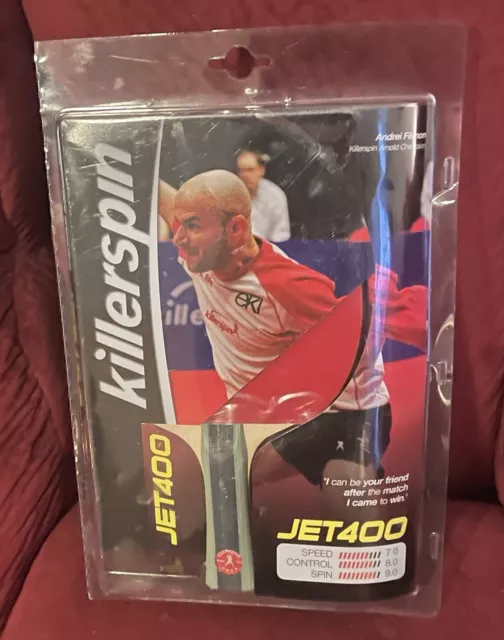 Andrei Filimon
Killerspin Arnold Champion
killerspin
killerspin
JET400
"I can be your friend
after the match
I came to win."
JET400
SPEED 7.0
CONTROL 8.0
SPIN 9.0